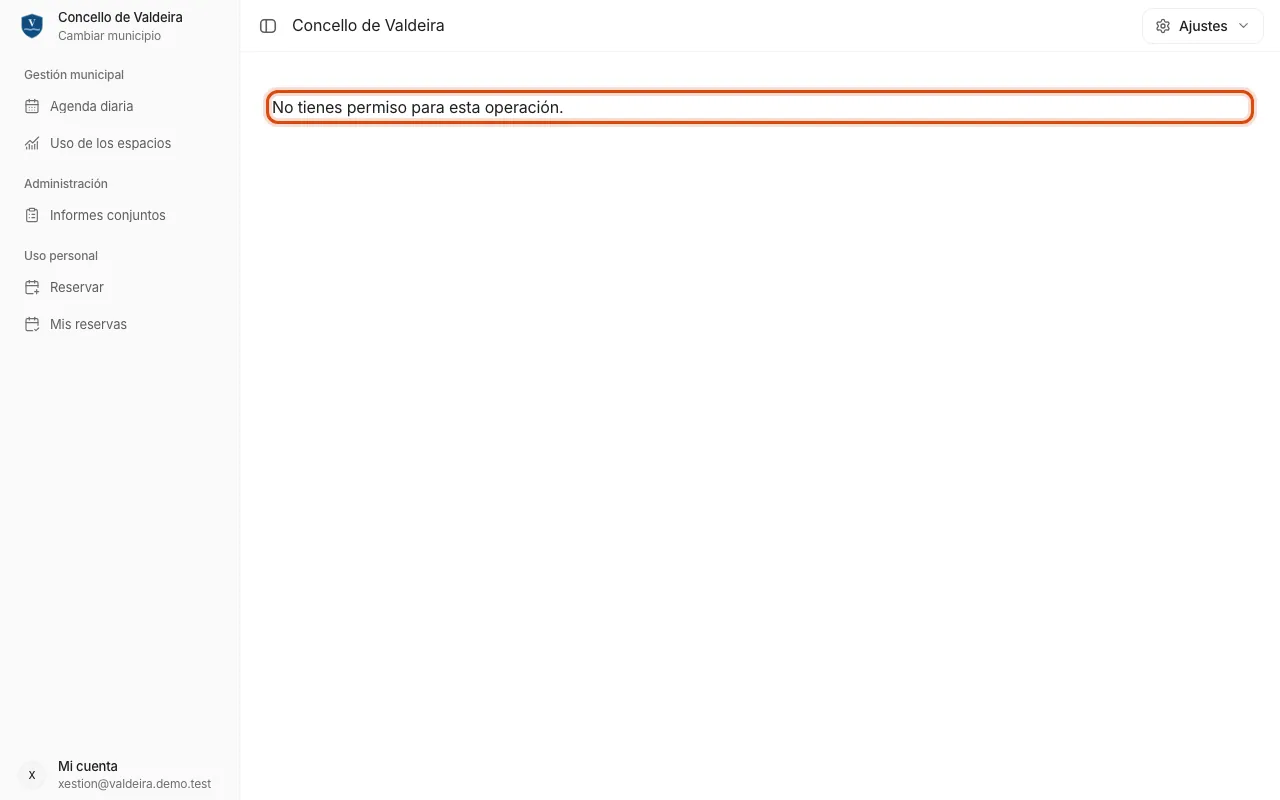 V
Concello de Valdeira
Cambiar municipio
Gestión municipal
Agenda diaria
Uso de los espacios
Administración
Informes conjuntos
Uso personal
Reservar
Mis reservas
X
Mi cuenta
xestion@valdeira.demo.test
Concello de Valdeira
Ajustes
No tienes permiso para esta operación.